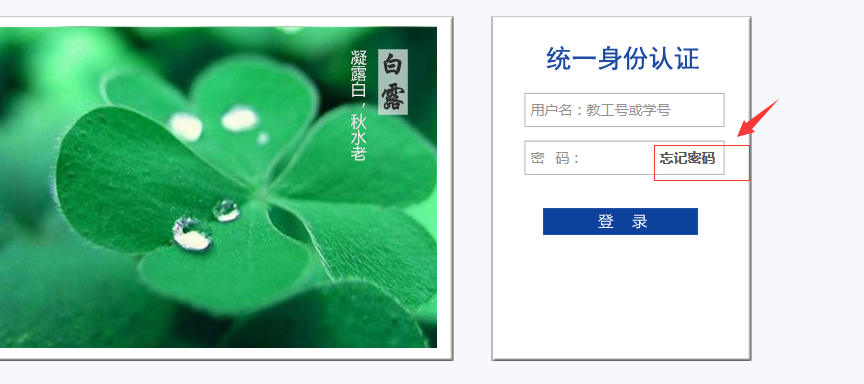 白露
凝露白，秋水老
统一身份认证
用户名：教工号或学号
密 码：
忘记密码
登 录